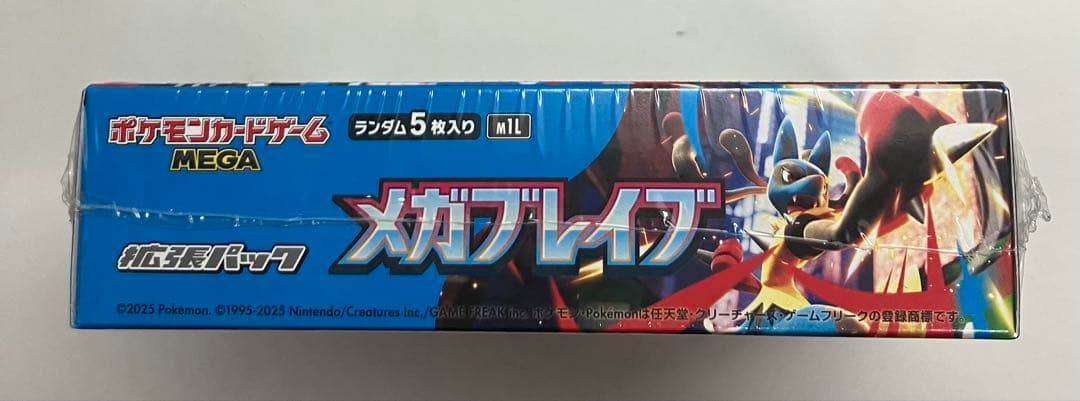 ポケモンカードゲーム
MEGA
ランダム5枚入り
M1L
メガブレイブ
拡張パック
©2025 Pokémon. ©1995-2025 Nintendo/Creatures Inc./GAME FREAK inc. ポケモン・Pokémonは任天堂・クリーチャーズ・ゲームフリークの登録商標です。